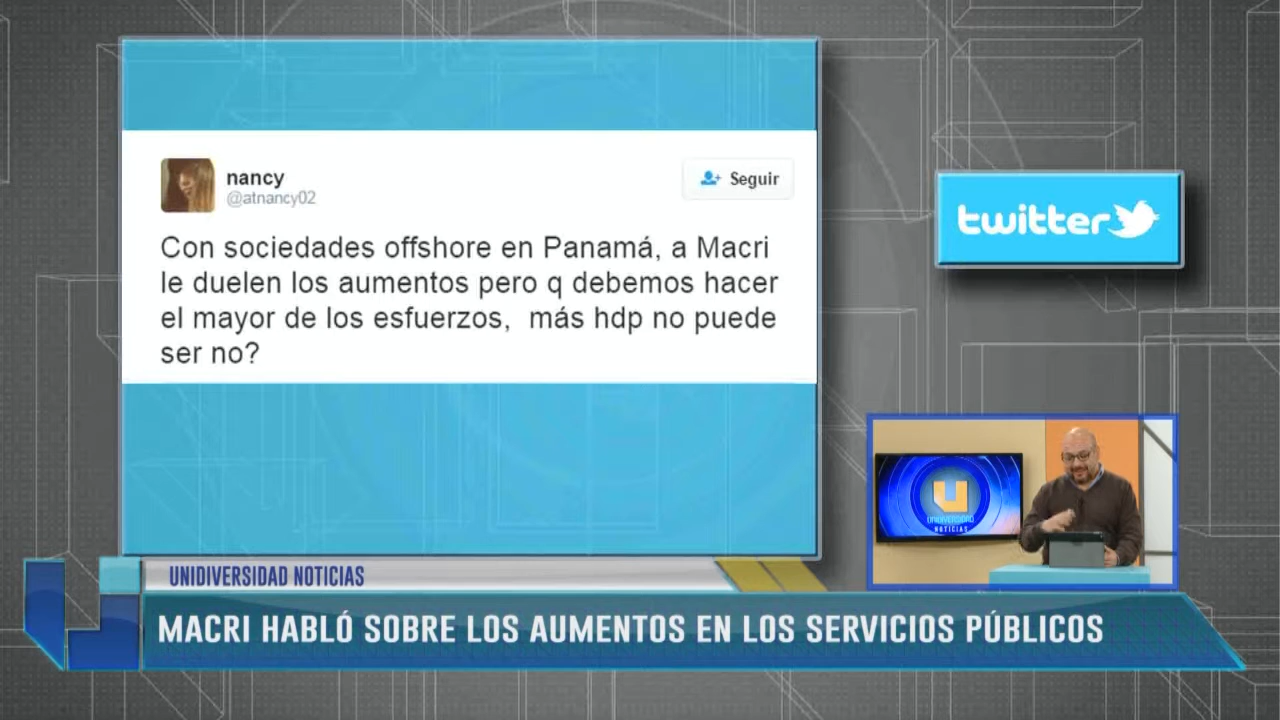 nancy
@atnancy02
Seguir
Con sociedades offshore en Panamá, a Macri
le duelen los aumentos pero q debemos hacer
el mayor de los esfuerzos, más hdp no puede
ser no?
twitter
UNIDIVERSIDAD
NOTICIAS
UNIDIVERSIDAD NOTICIAS
MACRI HABLÓ SOBRE LOS AUMENTOS EN LOS SERVICIOS PÚBLICOS